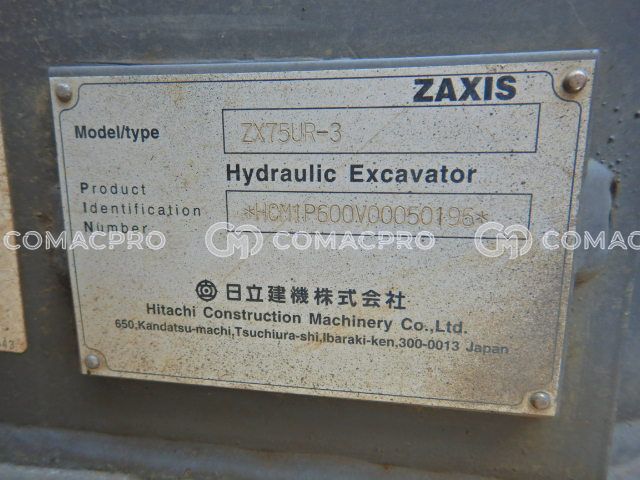 ZAXIS
Model/type ZX75UR-3
Hydraulic Excavator
Product
Identification
Number
*HCM1P600V00050196*
COMACPRO COMACPRO COMACPRO
日立建機株式会社
Hitachi Construction Machinery Co.,Ltd.
650,Kandatsu-machi,Tsuchiura-shi,Ibaraki-ken,300-0013 Japan